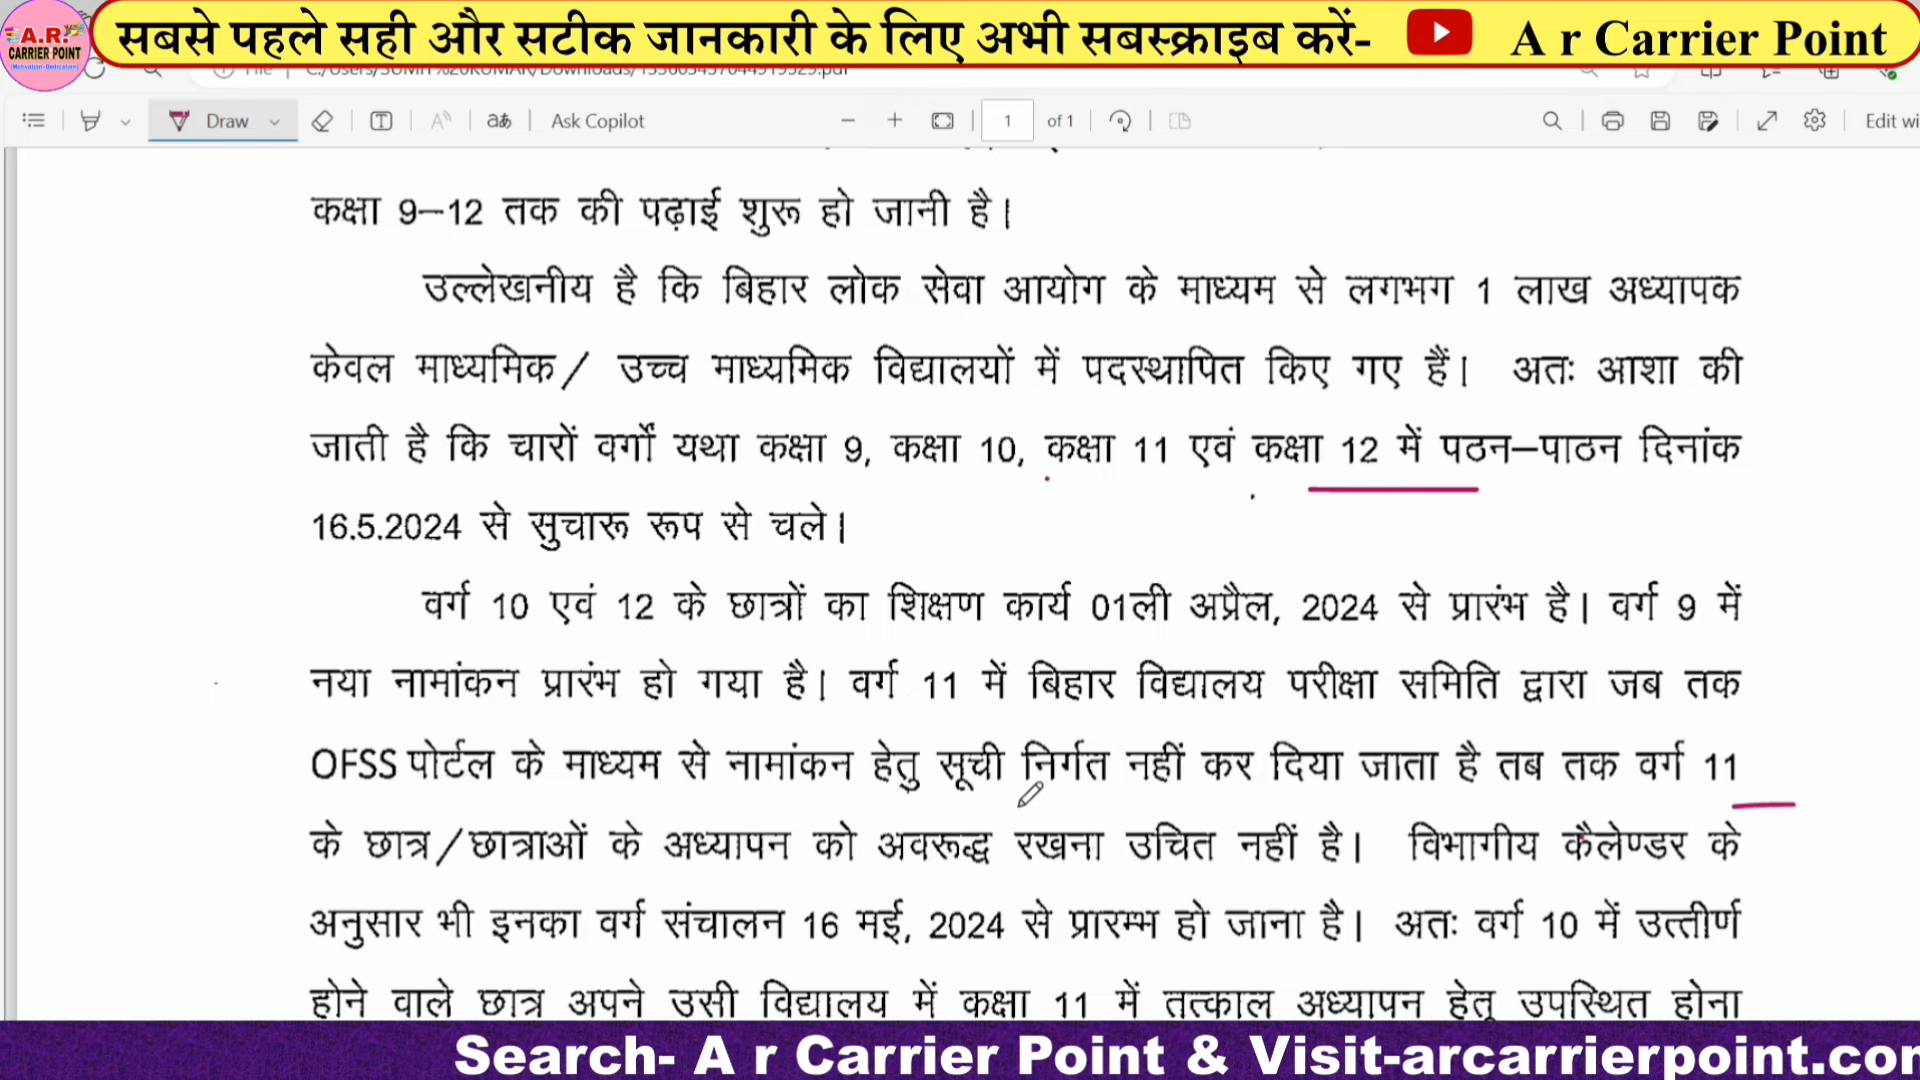 सबसे पहले सही और सटीक जानकारी के लिए अभी सबस्क्राइब करें- A r Carrier Point
A.R.
CARRIER POINT
(Motivation+Dedication)
Draw Ask Copilot 1 of 1 Edit wi
कक्षा 9–12 तक की पढ़ाई शुरू हो जानी है।
उल्लेखनीय है कि बिहार लोक सेवा आयोग के माध्यम से लगभग 1 लाख अध्यापक
केवल माध्यमिक/ उच्च माध्यमिक विद्यालयों में पदस्थापित किए गए हैं। अतः आशा की
जाती है कि चारों वर्गों यथा कक्षा 9, कक्षा 10, कक्षा 11 एवं कक्षा 12 में पठन–पाठन दिनांक
16.5.2024 से सुचारू रूप से चले।
वर्ग 10 एवं 12 के छात्रों का शिक्षण कार्य 01ली अप्रैल, 2024 से प्रारंभ है। वर्ग 9 में
नया नामांकन प्रारंभ हो गया है। वर्ग 11 में बिहार विद्यालय परीक्षा समिति द्वारा जब तक
OFSS पोर्टल के माध्यम से नामांकन हेतु सूची निर्गत नहीं कर दिया जाता है तब तक वर्ग 11
के छात्र/छात्राओं के अध्यापन को अवरूद्ध रखना उचित नहीं है। विभागीय कैलेण्डर के
अनुसार भी इनका वर्ग संचालन 16 मई, 2024 से प्रारम्भ हो जाना है। अतः वर्ग 10 में उत्तीर्ण
होने वाले छात्र अपने उसी विद्यालय में कक्षा 11 में तत्काल अध्यापन हेतु उपस्थित होना
Search- A r Carrier Point & Visit-arcarrierpoint.com